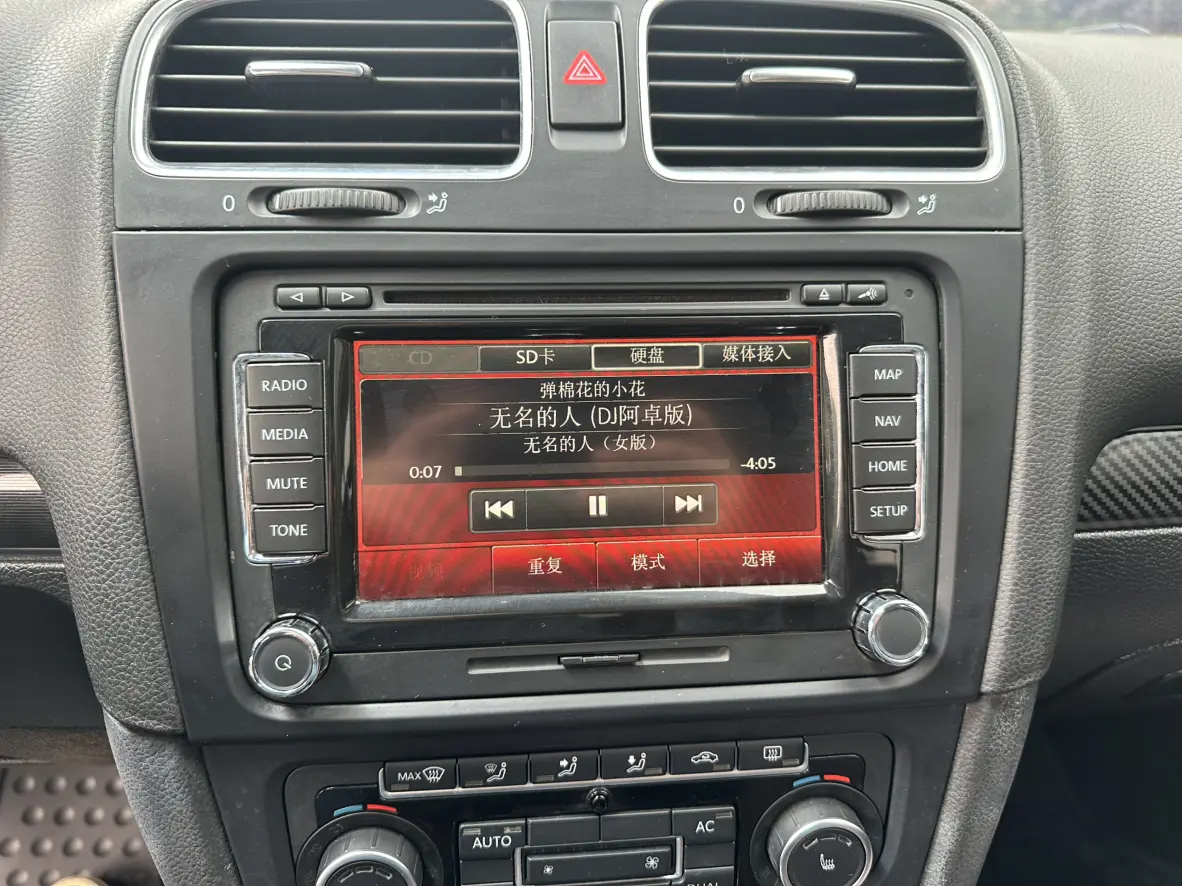 0
0
CD
SD卡
硬盘
媒体接入
弹棉花的小花
无名的人 (DJ阿卓版)
无名的人（女版）
0:07
-4:05
视频
重复
模式
选择
RADIO
MEDIA
MUTE
TONE
MAP
NAV
HOME
SETUP
MAX
AUTO
AC
DUAL